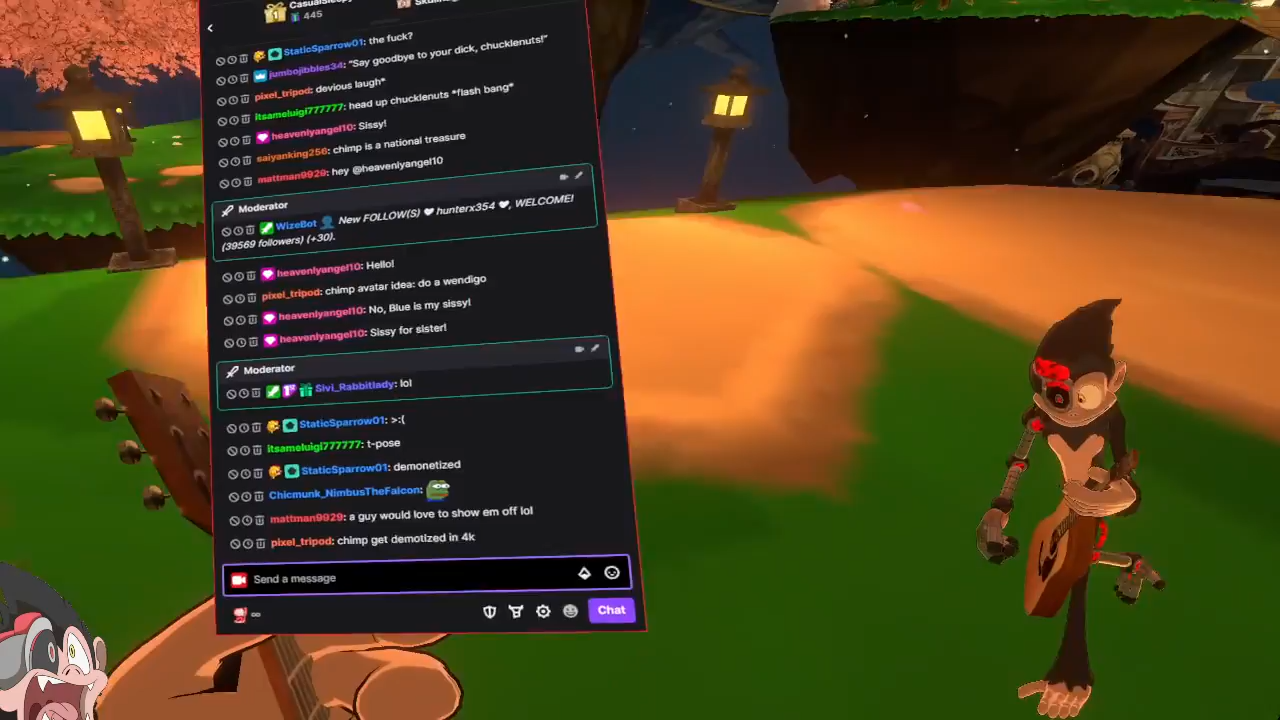 CasualSleepy
1 445
StaticSparrow01: the fuck?
jumbojibbles34: "Say goodbye to your dick, chucklenuts!"
pixel_tripod: devious laugh*
itsameluigi777777: head up chucklenuts *flash bang*
heavenlyangel10: Sissy!
saiyanking256: chimp is a national treasure
mattman9929: hey @heavenlyangel10
Moderator
WizeBot New FOLLOW(S) hunterx354 , WELCOME!
(39569 followers) (+30).
heavenlyangel10: Hello!
pixel_tripod: chimp avatar idea: do a wendigo
heavenlyangel10: No, Blue is my sissy!
heavenlyangel10: Sissy for sister!
Moderator
Sivi_Rabbitlady: lol
StaticSparrow01: >:(
itsameluigi777777: t-pose
StaticSparrow01: demonetized
Chicmunk_NimbusTheFalcon:
mattman9929: a guy would love to show em off lol
pixel_tripod: chimp get demotized in 4k
Send a message
∞
Chat